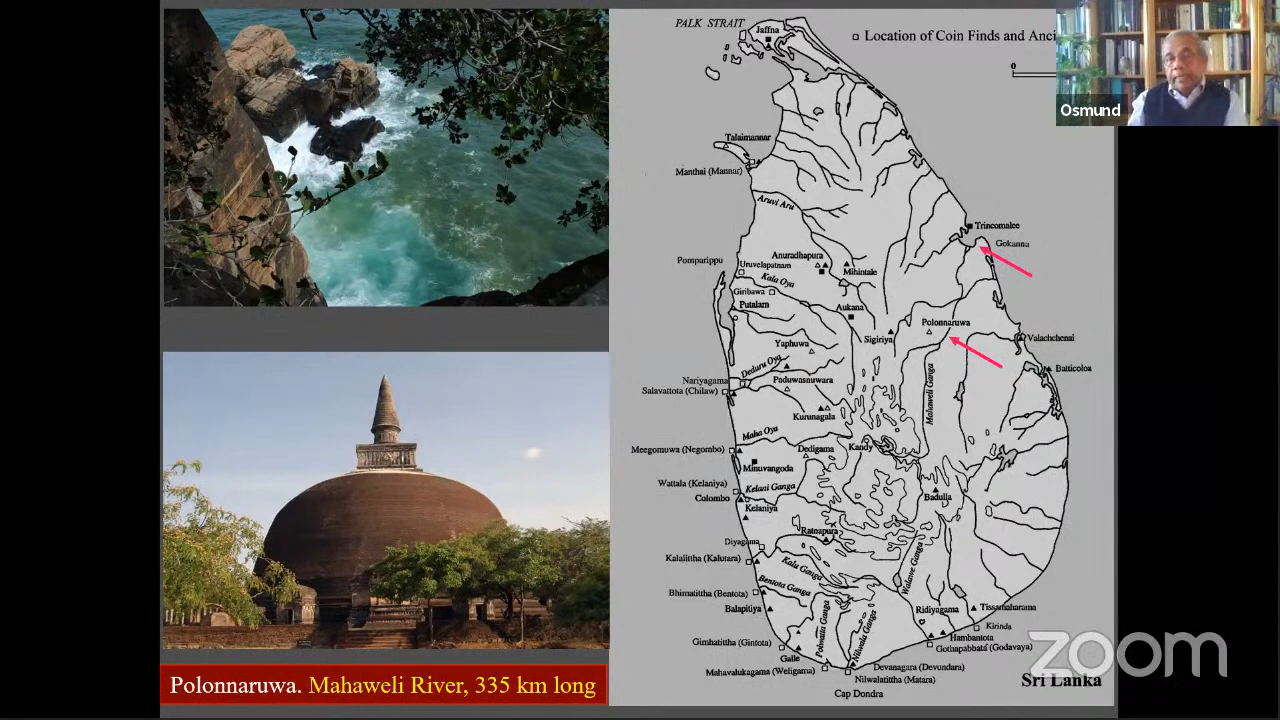 PALK STRAIT
Jaffna
□ Location of Coin Finds and Anci
0
Osmund
Talaimannar
Manthai (Mannar)
Aruvi Aru
Trincomalee
Gokanna
Pomparippu
Anuradhapura
Uruvelapatnam
Mihintale
Kala Oya
Giribawa
Putalam
Aukana
Polonnaruwa
Sigiriya
Valachchenai
Yaphuwa
Deduru Oya
Batticoloa
Nariyagama
Paduwasnuwara
Salavattota (Chilaw)
Mahaweli Ganga
Kurunagala
Maha Oya
Meegomuwa (Negombo)
Dedigama
Kandy
Minuvangoda
Wattala (Kelaniya)
Kelani Ganga
Colombo
Badulla
Kelaniya
Ratnapura
Diyagama
Kalatittha (Kalutara)
Kalu Ganga
Walawe Ganga
Bentota Ganga
Bhimatittha (Bentota)
Balapitiya
Polwatta Ganga
Nilwala Ganga
Ridiyagama
Tissamaharama
Kirinda
Hambantota
Gimhatittha (Gintota)
Gothapabbata (Godavaya)
Galle
Mahavalukagama (Weligama)
Devanagara (Devundara)
Nilwalatittha (Matara)
Cap Dondra
Sri Lanka
zoom
Polonnaruwa. Mahaweli River, 335 km long